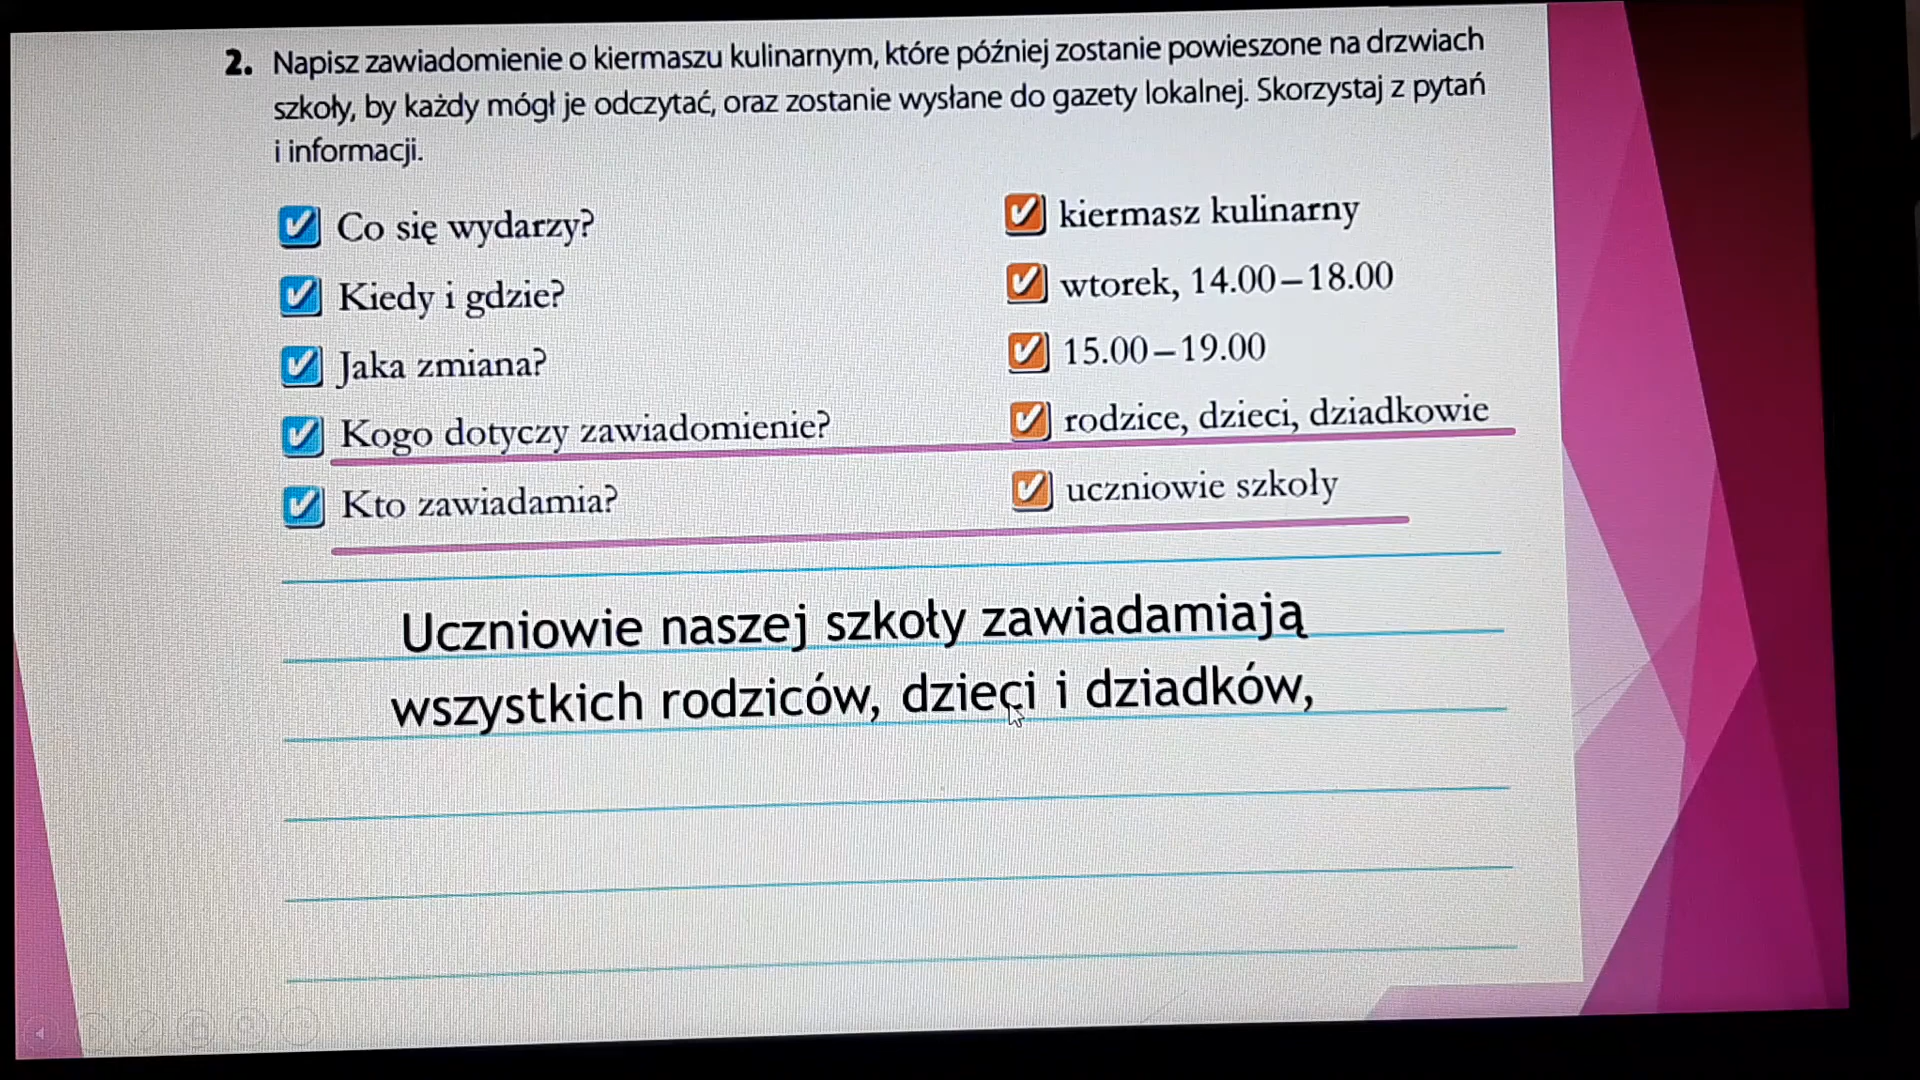 2. Napisz zawiadomienie o kiermaszu kulinarnym, które później zostanie powieszone na drzwiach
szkoły, by każdy mógł je odczytać, oraz zostanie wysłane do gazety lokalnej. Skorzystaj z pytań
i informacji.
Co się wydarzy?
kiermasz kulinarny
Kiedy i gdzie?
wtorek, 14.00–18.00
Jaka zmiana?
15.00–19.00
Kogo dotyczy zawiadomienie?
rodzice, dzieci, dziadkowie
Kto zawiadamia?
uczniowie szkoły
Uczniowie naszej szkoły zawiadamiają
wszystkich rodziców, dzieci i dziadków,